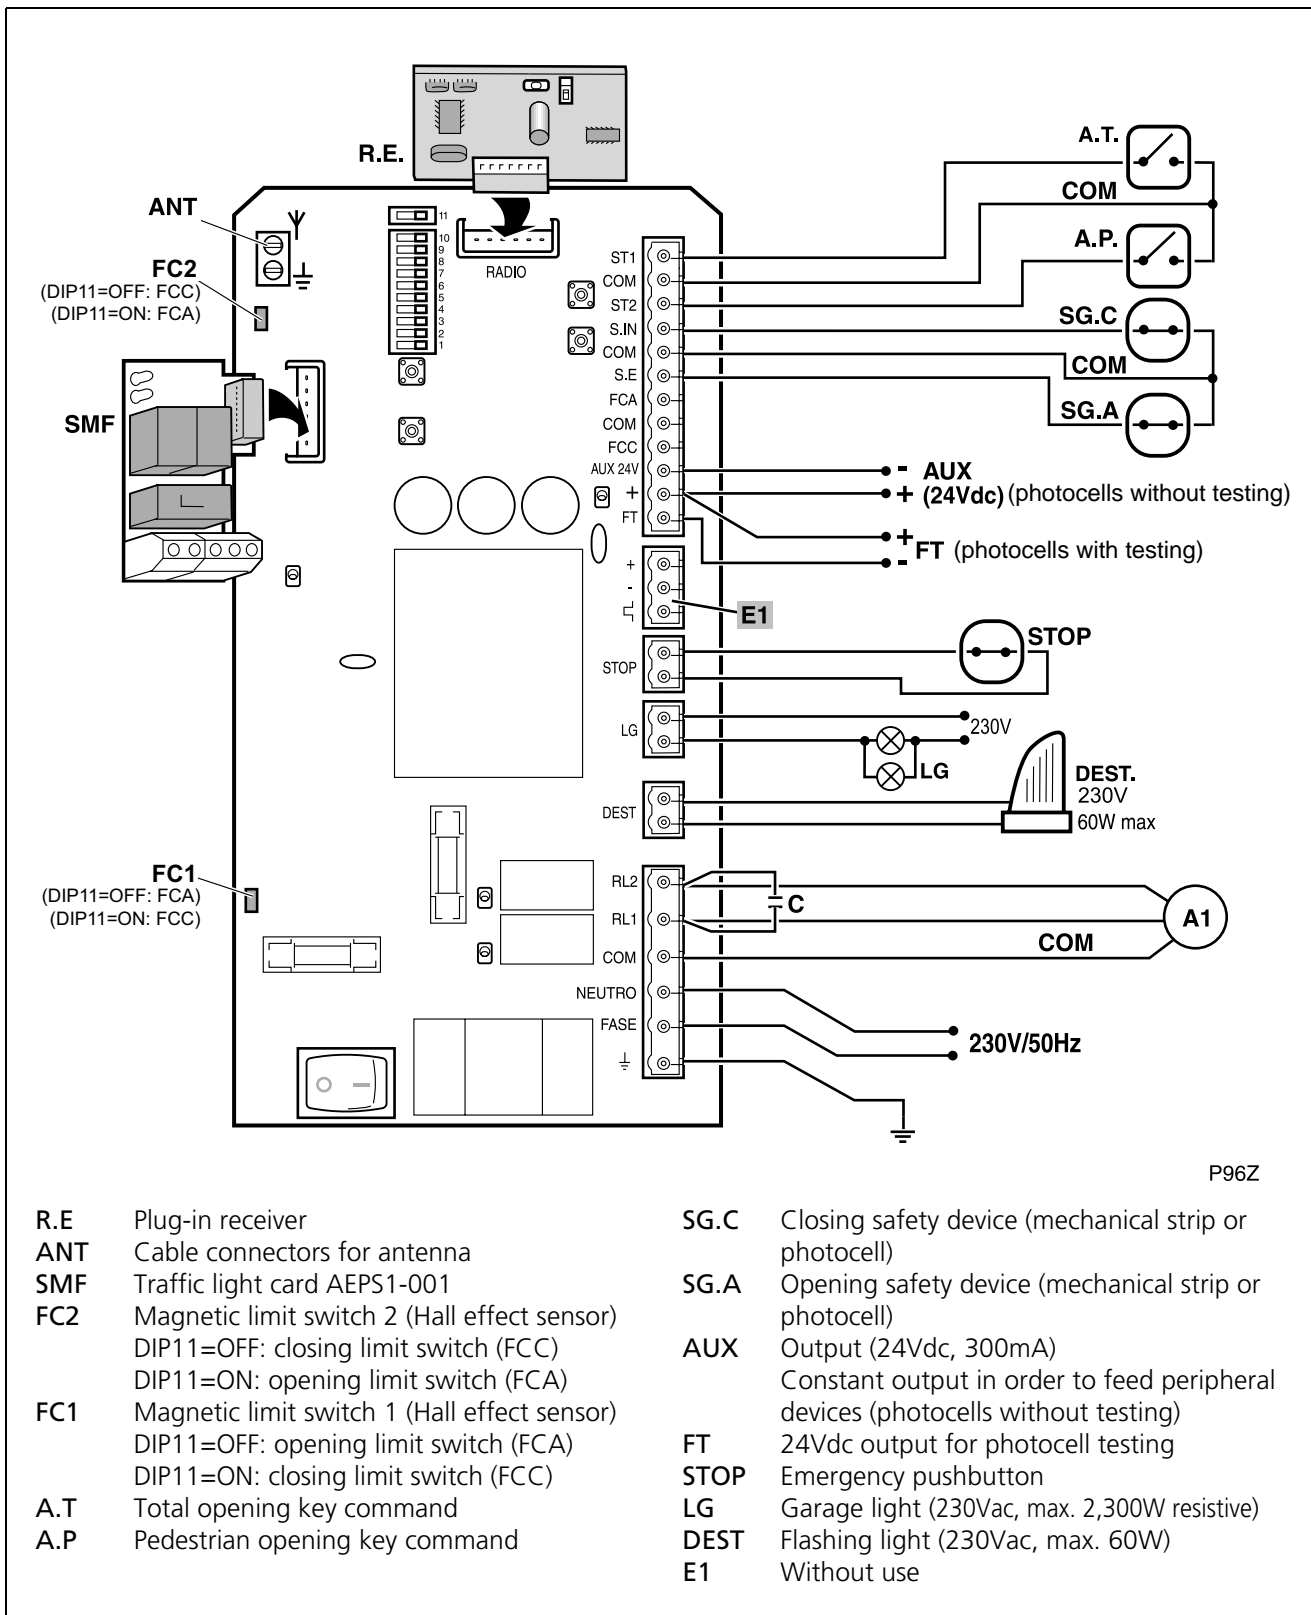 R.E.
A.T.
COM
A.P.
SG.C
COM
SG.A
ANT
FC2
(DIP11=OFF: FCC)
(DIP11=ON: FCA)
SMF
11
10
9
8
7
6
5
4
3
2
1
RADIO
ST1
COM
ST2
S.IN
COM
S.E
FCA
COM
FCC
AUX 24V
+
FT
- AUX
+ (24Vdc) (photocells without testing)
+
- FT (photocells with testing)
+
-
E1
STOP
STOP
LG
230V
LG
DEST
DEST.
230V
60W max
FC1
(DIP11=OFF: FCA)
(DIP11=ON: FCC)
RL2
RL1
COM
NEUTRO
FASE
C
A1
COM
230V/50Hz
P96Z
R.E Plug-in receiver
ANT Cable connectors for antenna
SMF Traffic light card AEPS1-001
FC2 Magnetic limit switch 2 (Hall effect sensor)
DIP11=OFF: closing limit switch (FCC)
DIP11=ON: opening limit switch (FCA)
FC1 Magnetic limit switch 1 (Hall effect sensor)
DIP11=OFF: opening limit switch (FCA)
DIP11=ON: closing limit switch (FCC)
A.T Total opening key command
A.P Pedestrian opening key command
SG.C Closing safety device (mechanical strip or
photocell)
SG.A Opening safety device (mechanical strip or
photocell)
AUX Output (24Vdc, 300mA)
Constant output in order to feed peripheral
devices (photocells without testing)
FT 24Vdc output for photocell testing
STOP Emergency pushbutton
LG Garage light (230Vac, max. 2,300W resistive)
DEST Flashing light (230Vac, max. 60W)
E1 Without use